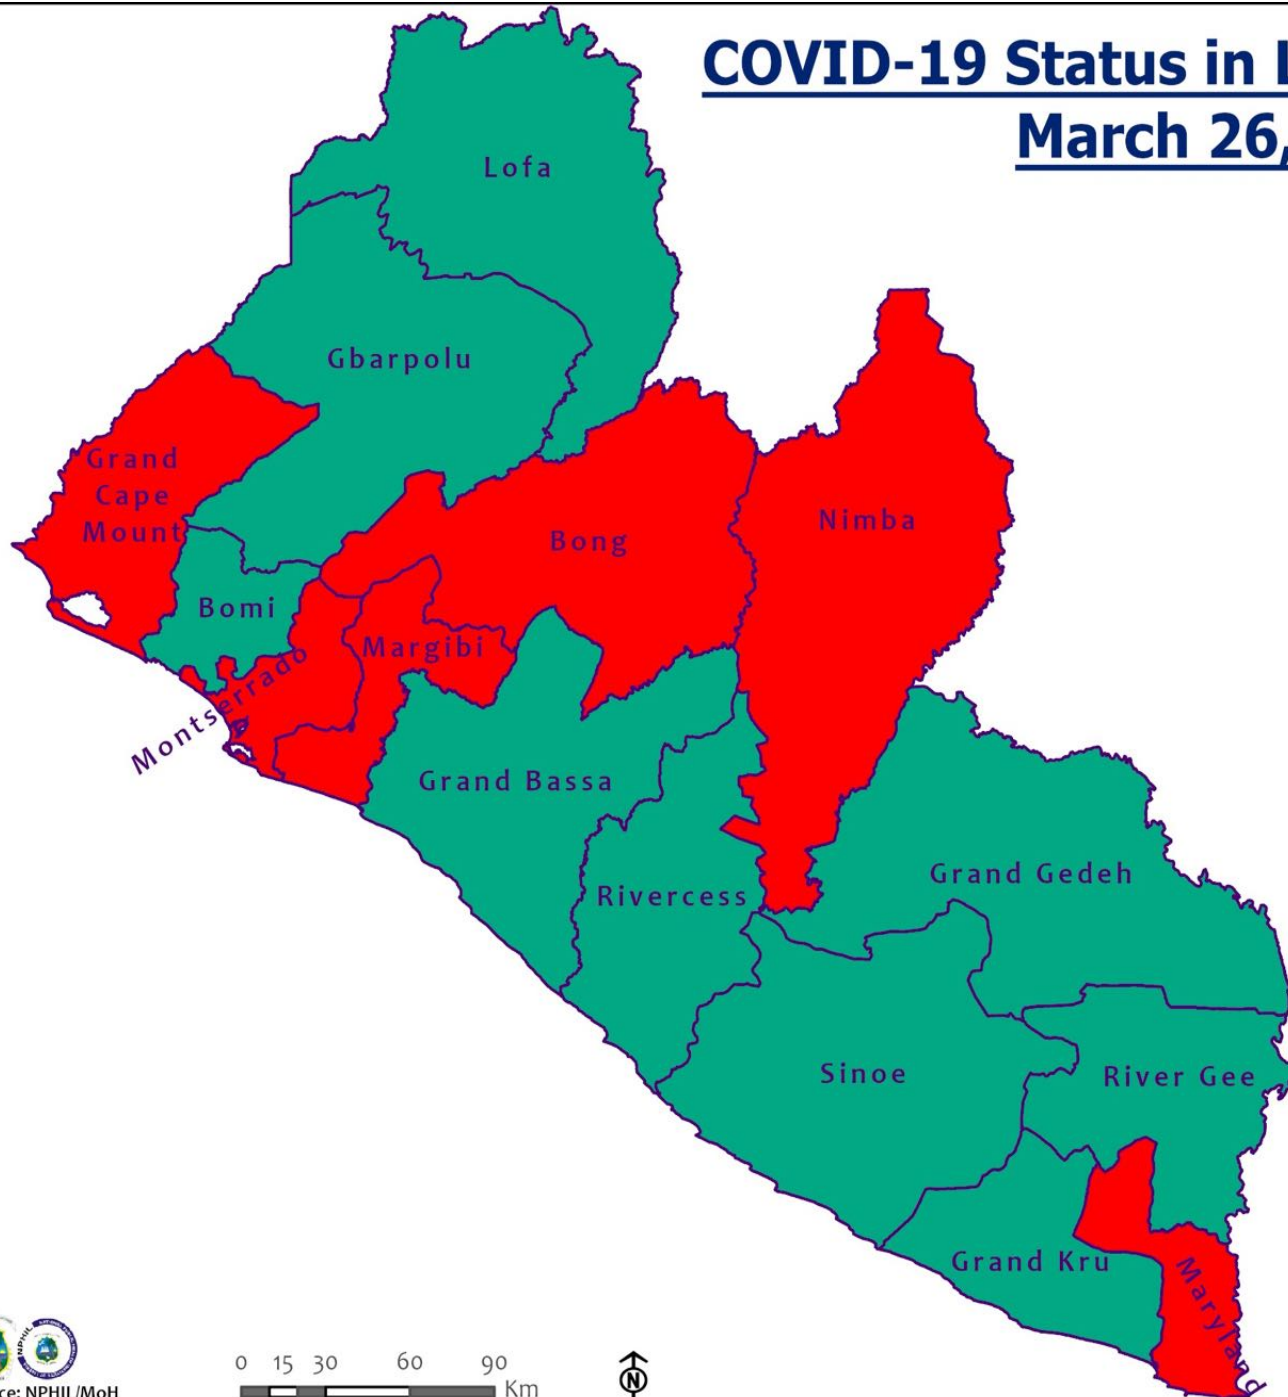 COVID-19 Status in L
March 26,
Lofa
Gbarpolu
Grand
Cape
Mount
Nimba
Bong
Bomi
Margibi
Montserrado
Grand Bassa
Rivercess
Grand Gedeh
Sinoe
River Gee
Grand Kru
Maryland
NPHIL
0 15 30 60 90
Km
N
ce: NPHIL/MoH